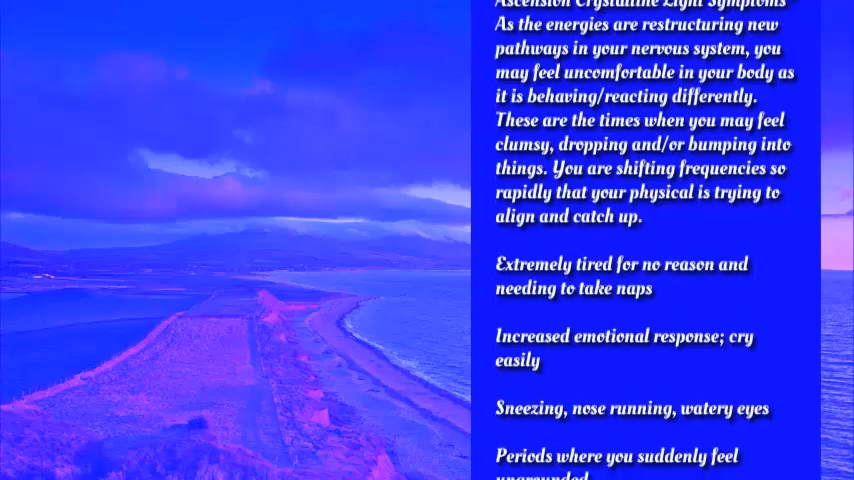 Ascension Crystalline Light Symptoms
As the energies are restructuring new
pathways in your nervous system, you
may feel uncomfortable in your body as
it is behaving/reacting differently.
These are the times when you may feel
clumsy, dropping and/or bumping into
things. You are shifting frequencies so
rapidly that your physical is trying to
align and catch up.
Extremely tired for no reason and
needing to take naps
Increased emotional response; cry
easily
Sneezing, nose running, watery eyes
Periods where you suddenly feel
ungrounded